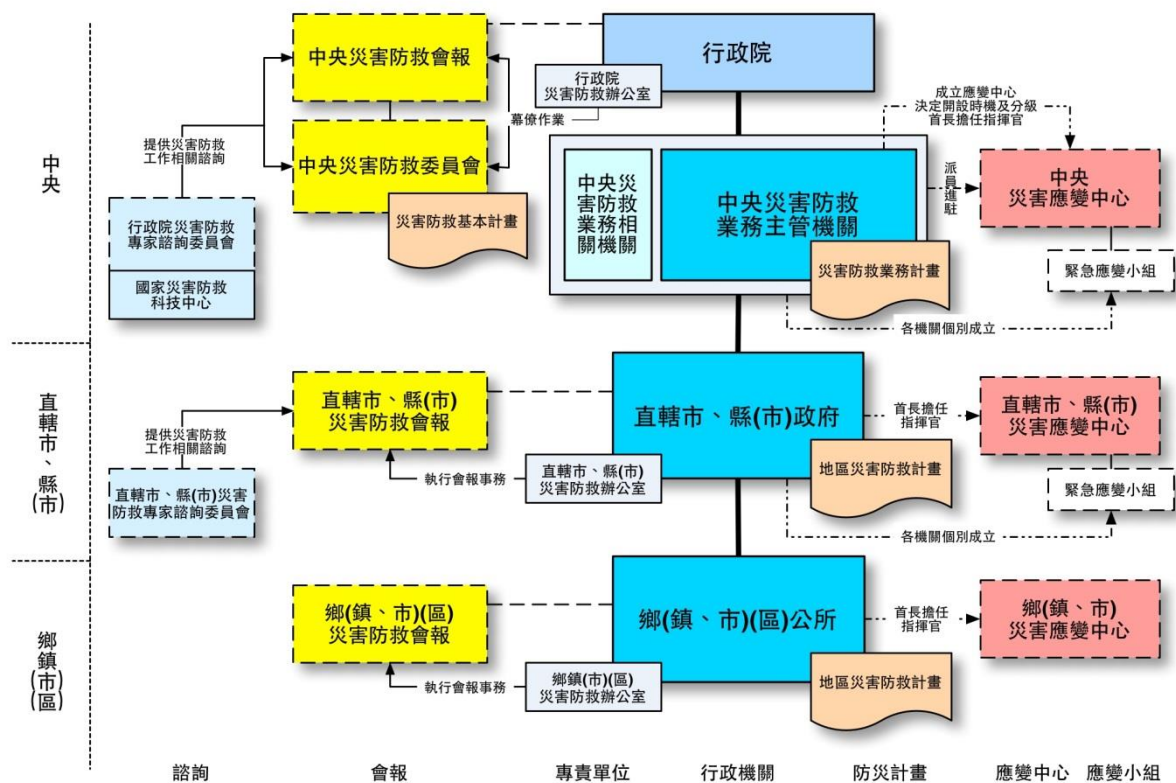 中央
直轄市、縣(市)
鄉鎮(市)(區)
中央災害防救會報
行政院
行政院
災害防救辦公室
幕僚作業
成立應變中心
決定開設時機及分級
首長擔任指揮官
提供災害防救
工作相關諮詢
中央災害防救委員會
災害防救基本計畫
中央災
害防救
業務相
關機關
中央災害防救
業務主管機關
災害防救業務計畫
派員進駐
中央
災害應變中心
行政院災害防救
專家諮詢委員會
國家災害防救
科技中心
緊急應變小組
各機關個別成立
直轄市、縣(市)
災害防救會報
直轄市、縣(市)政府
首長擔任
指揮官
直轄市、縣(市)
災害應變中心
提供災害防救
工作相關諮詢
直轄市、縣(市)災害
防救專家諮詢委員會
執行會報事務
直轄市、縣(市)
災害防救辦公室
地區災害防救計畫
緊急應變小組
各機關個別成立
鄉(鎮、市)(區)
災害防救會報
鄉(鎮、市)(區)公所
首長擔任
指揮官
鄉(鎮、市)
災害應變中心
執行會報事務
鄉鎮(市)(區)
災害防救辦公室
地區災害防救計畫
諮詢
會報
專責單位
行政機關
防災計畫
應變中心
應變小組